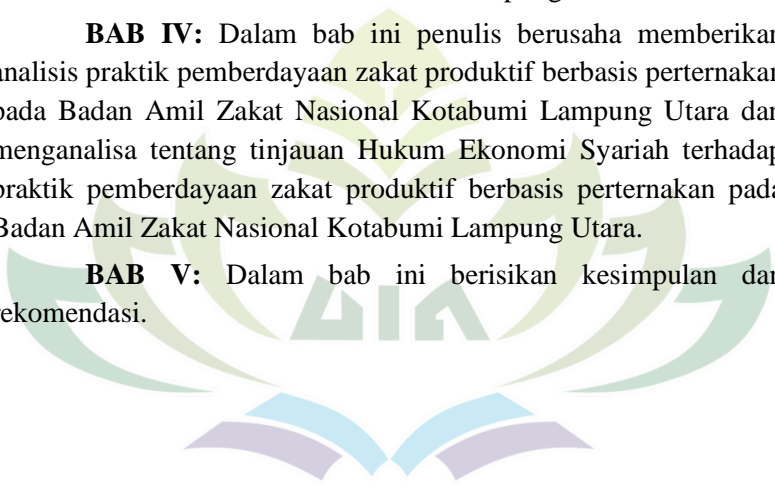 BAB IV: Dalam bab ini penulis berusaha memberikan
analisis praktik pemberdayaan zakat produktif berbasis perternakan
pada Badan Amil Zakat Nasional Kotabumi Lampung Utara dan
menganalisa tentang tinjauan Hukum Ekonomi Syariah terhadap
praktik pemberdayaan zakat produktif berbasis perternakan pada
Badan Amil Zakat Nasional Kotabumi Lampung Utara.
BAB V: Dalam bab ini berisikan kesimpulan dan
rekomendasi.